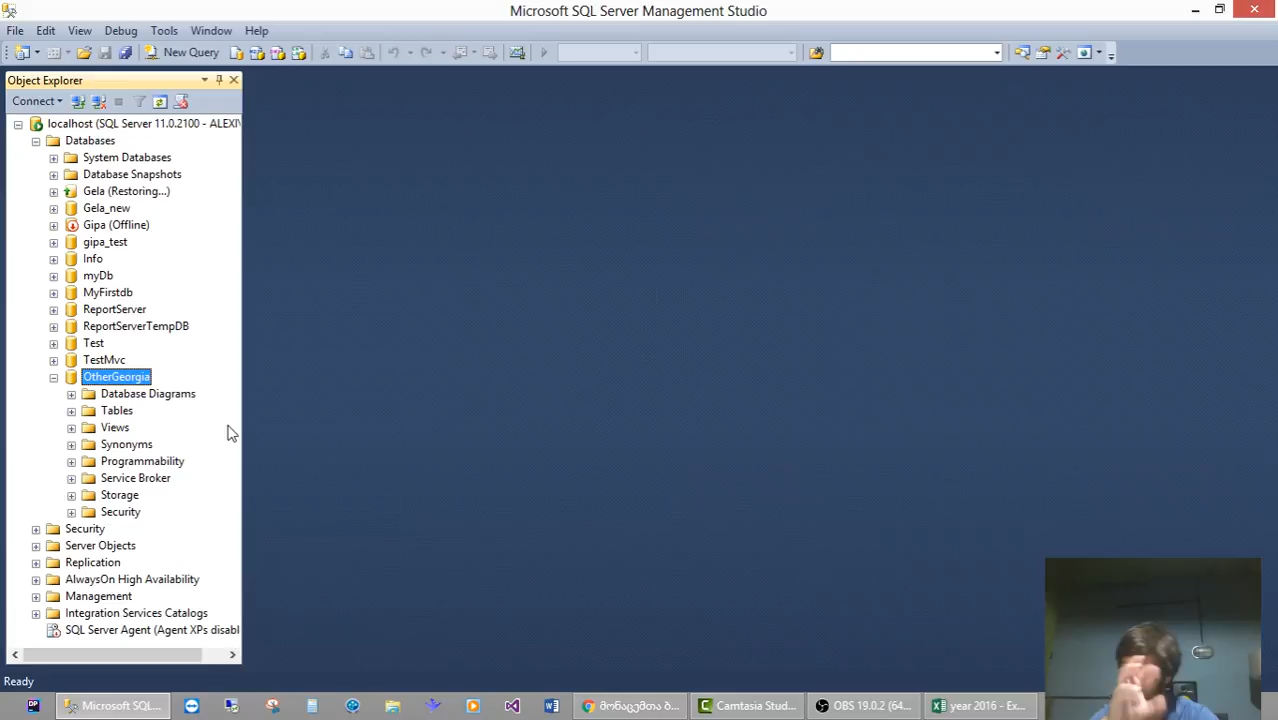 Microsoft SQL Server Management Studio
File Edit View Debug Tools Window Help
New Query
Object Explorer
Connect
localhost (SQL Server 11.0.2100 - ALEXI
Databases
System Databases
Database Snapshots
Gela (Restoring...)
Gela_new
Gipa (Offline)
gipa_test
Info
myDb
MyFirstdb
ReportServer
ReportServerTempDB
Test
TestMvc
OtherGeorgia
Database Diagrams
Tables
Views
Synonyms
Programmability
Service Broker
Storage
Security
Security
Server Objects
Replication
AlwaysOn High Availability
Management
Integration Services Catalogs
SQL Server Agent (Agent XPs disabl
Ready
Microsoft SQL... მონაცემთა ბ... Camtasia Stud... OBS 19.0.2 (64... year 2016 - Ex...